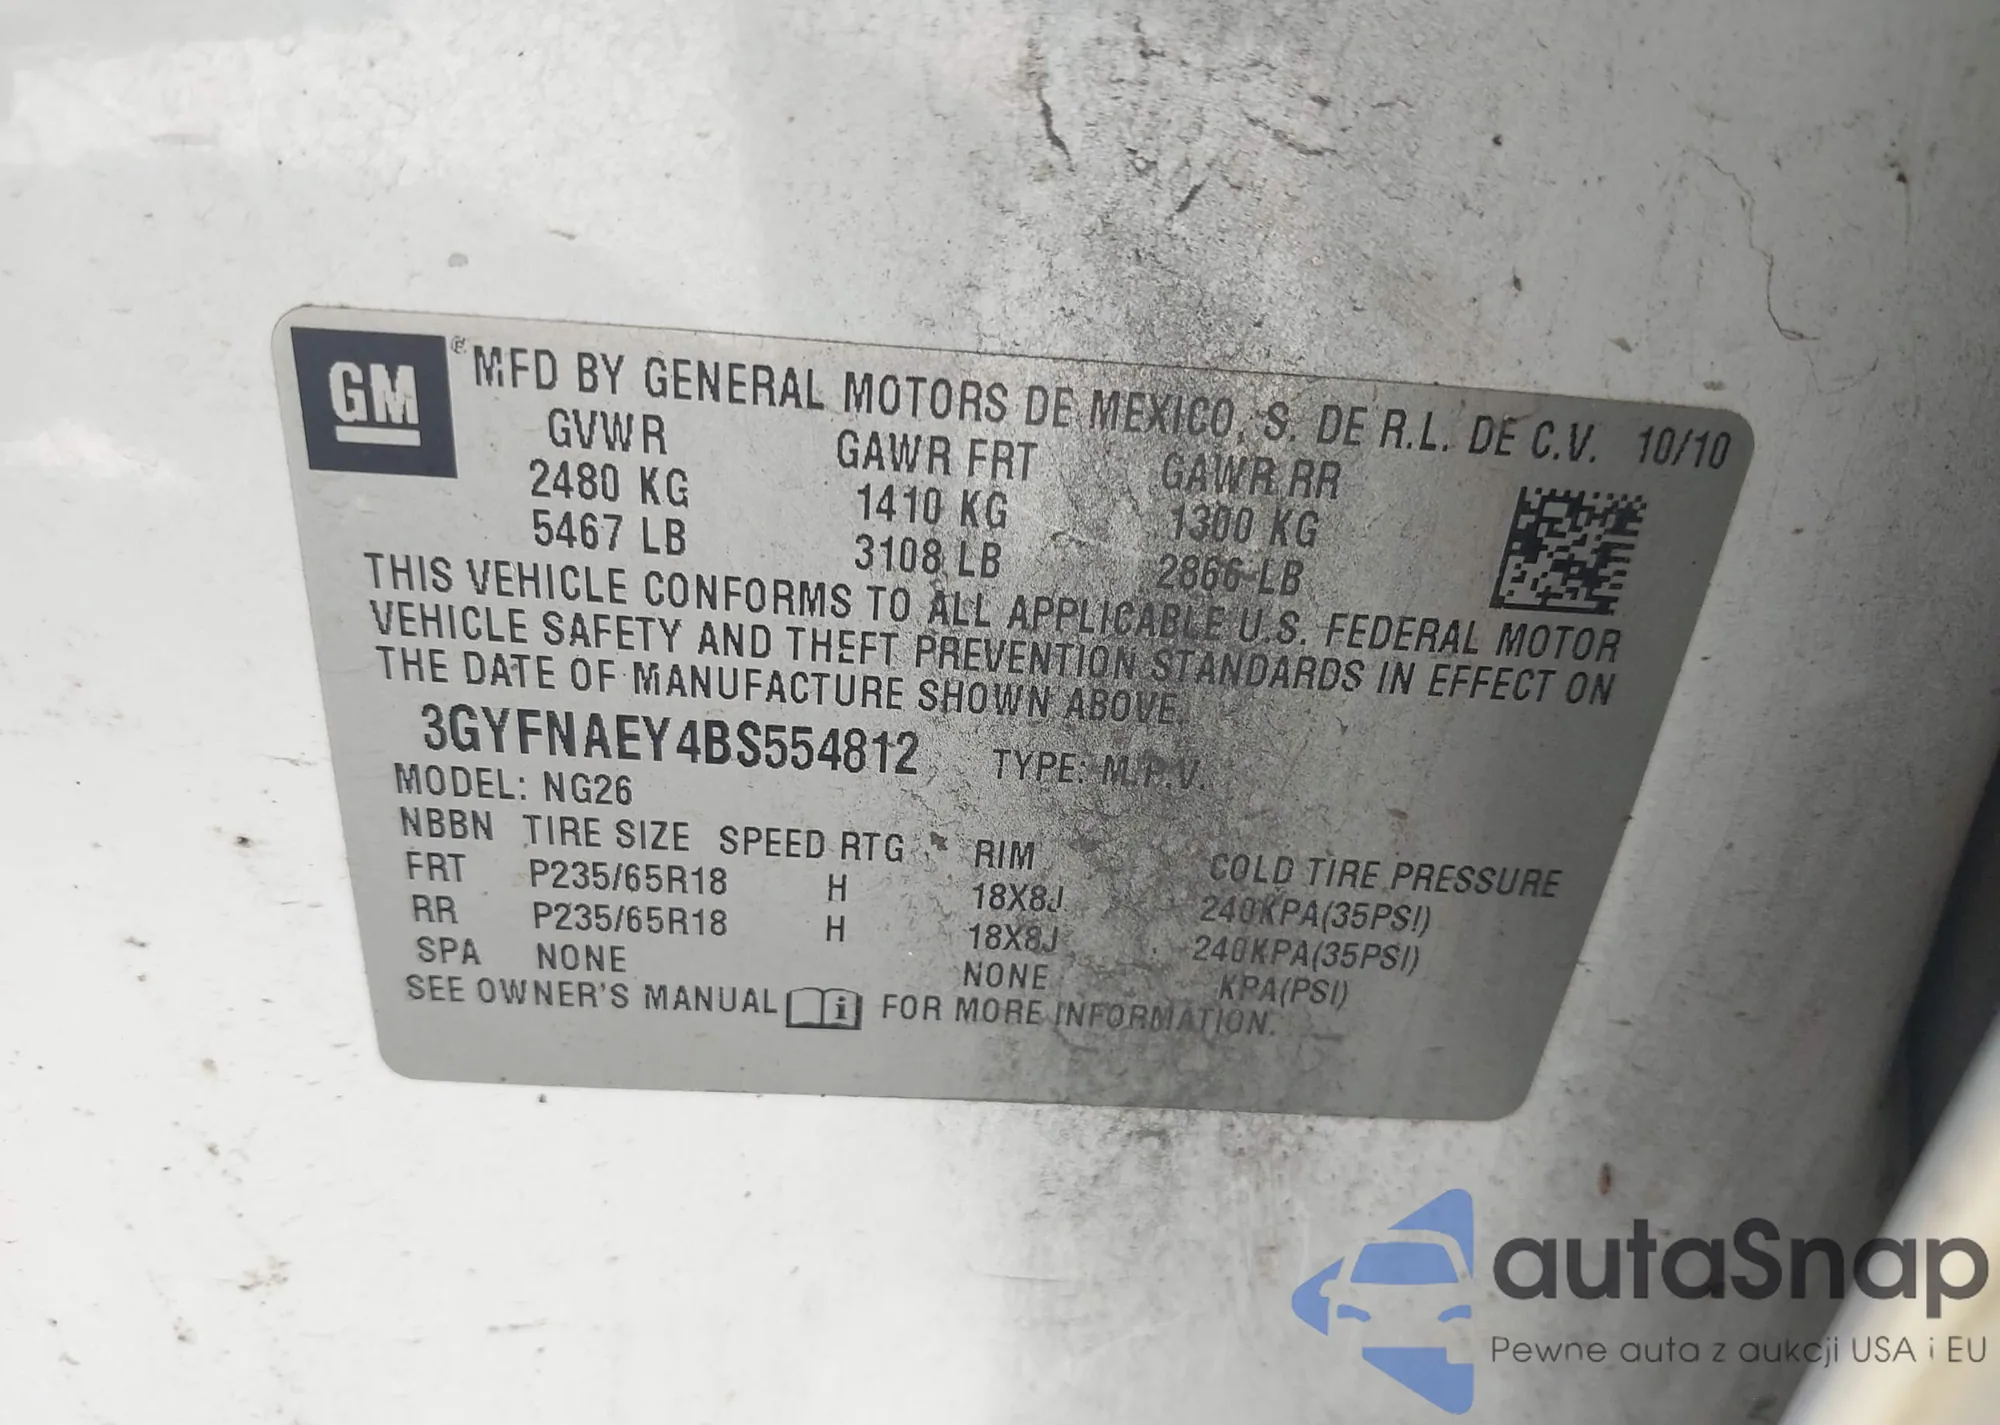 GM
MFD BY GENERAL MOTORS DE MEXICO, S. DE R.L. DE C.V. 10/10
GVWR GAWR FRT GAWR RR
2480 KG 1410 KG 1300 KG
5467 LB 3108 LB 2866 LB
THIS VEHICLE CONFORMS TO ALL APPLICABLE U.S. FEDERAL MOTOR
VEHICLE SAFETY AND THEFT PREVENTION STANDARDS IN EFFECT ON
THE DATE OF MANUFACTURE SHOWN ABOVE.
3GYFNAEY4BS554812 TYPE: M.P.V.
MODEL: NG26
NBBN TIRE SIZE SPEED RTG RIM COLD TIRE PRESSURE
FRT P235/65R18 H 18X8J 240KPA(35PSI)
RR P235/65R18 H 18X8J 240KPA(35PSI)
SPA NONE NONE KPA(PSI)
SEE OWNER'S MANUAL i FOR MORE INFORMATION.
autaSnap
Pewne auta z aukcji USA i EU